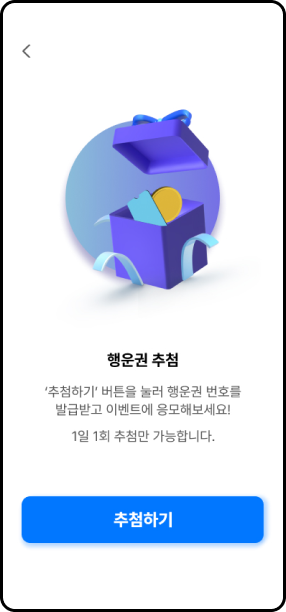 행운권 추첨
‘추첨하기’ 버튼을 눌러 행운권 번호를
발급받고 이벤트에 응모해보세요!
1일 1회 추첨만 가능합니다.
추첨하기